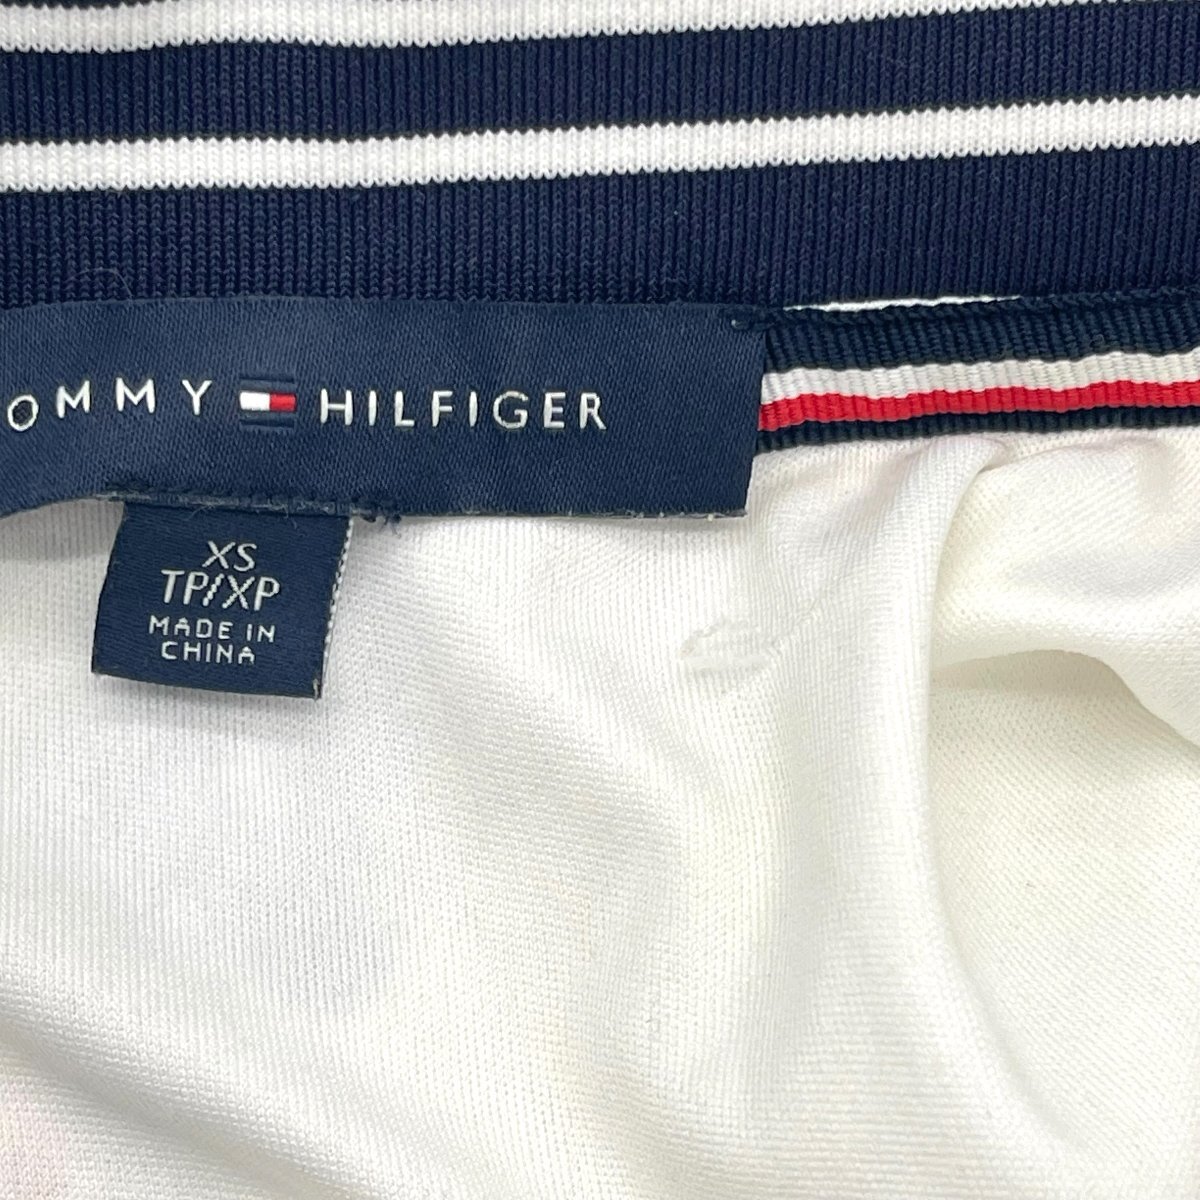 OMMY HILFIGER
XS
TP/XP
MADE IN
CHINA